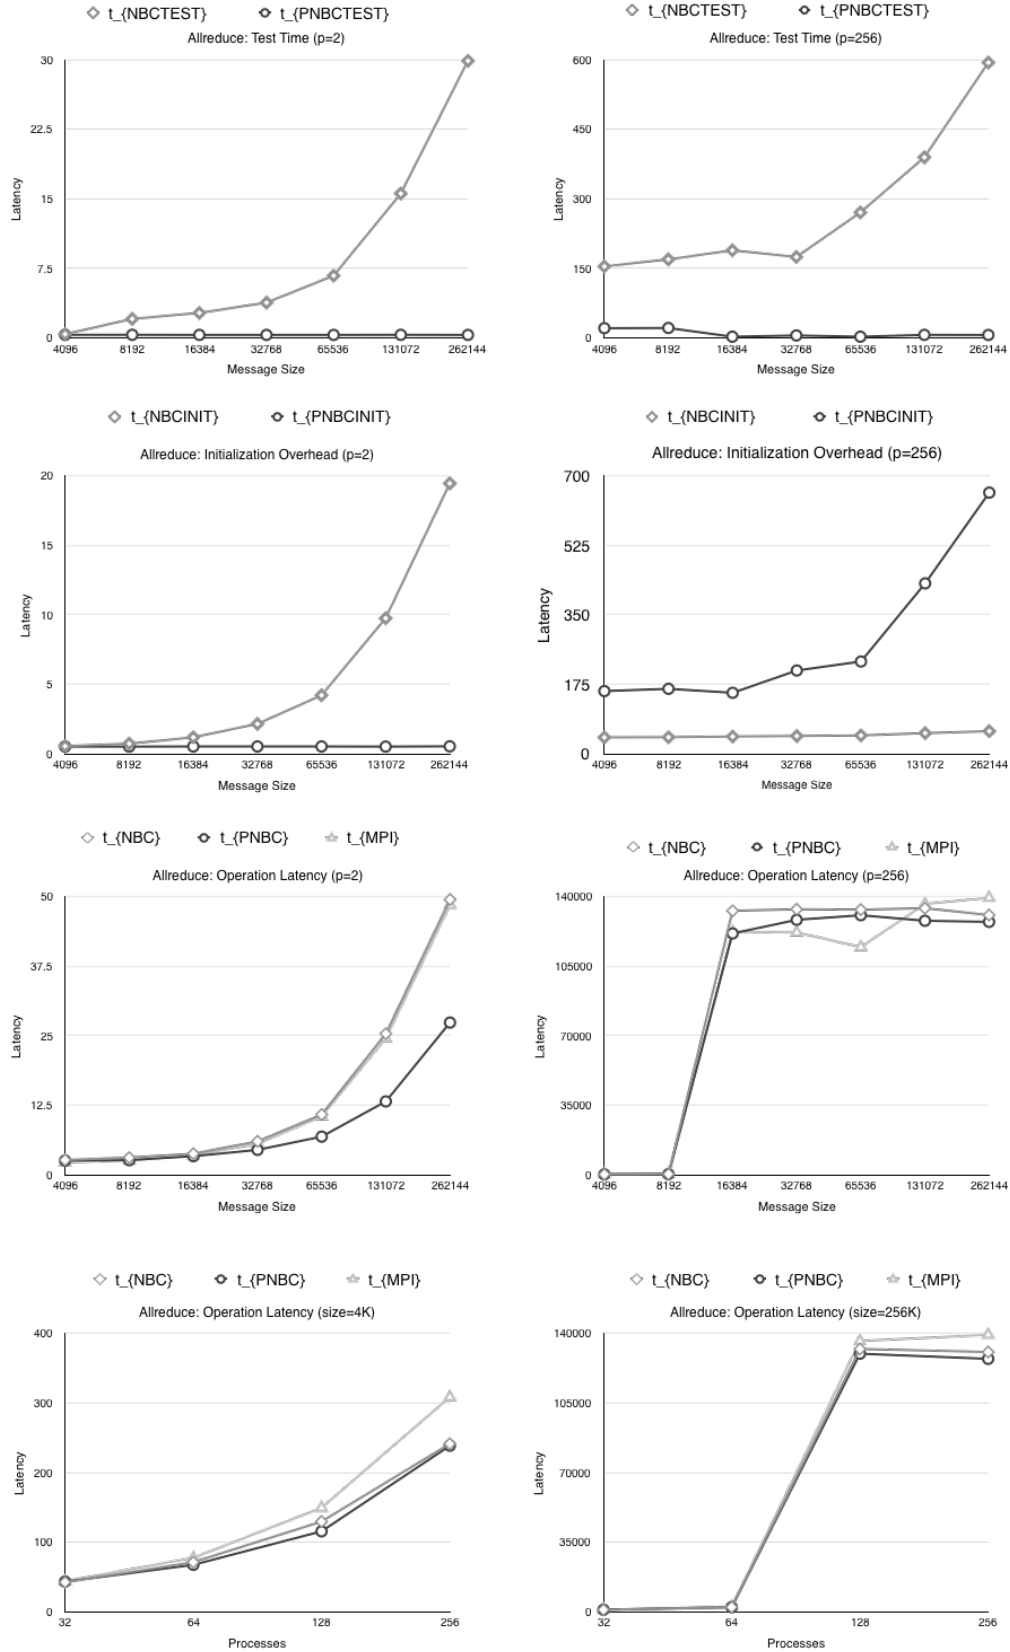 t_{NBCTEST} t_{PNBCTEST}
Allreduce: Test Time (p=2)
30
22.5
15
7.5
0
Latency
4096 8192 16384 32768 65536 131072 262144
Message Size
t_{NBCTEST} t_{PNBCTEST}
Allreduce: Test Time (p=256)
600
450
300
150
0
Latency
4096 8192 16384 32768 65536 131072 262144
Message Size
t_{NBCINIT} t_{PNBCINIT}
Allreduce: Initialization Overhead (p=2)
20
15
10
5
0
Latency
4096 8192 16384 32768 65536 131072 262144
Message Size
t_{NBCINIT} t_{PNBCINIT}
Allreduce: Initialization Overhead (p=256)
700
525
350
175
0
Latency
4096 8192 16384 32768 65536 131072 262144
Message Size
t_{NBC} t_{PNBC} t_{MPI}
Allreduce: Operation Latency (p=2)
50
37.5
25
12.5
0
Latency
4096 8192 16384 32768 65536 131072 262144
Message Size
t_{NBC} t_{PNBC} t_{MPI}
Allreduce: Operation Latency (p=256)
140000
105000
70000
35000
0
Latency
4096 8192 16384 32768 65536 131072 262144
Message Size
t_{NBC} t_{PNBC} t_{MPI}
Allreduce: Operation Latency (size=4K)
400
300
200
100
0
Latency
32 64 128 256
Processes
t_{NBC} t_{PNBC} t_{MPI}
Allreduce: Operation Latency (size=256K)
140000
105000
70000
35000
0
Latency
32 64 128 256
Processes